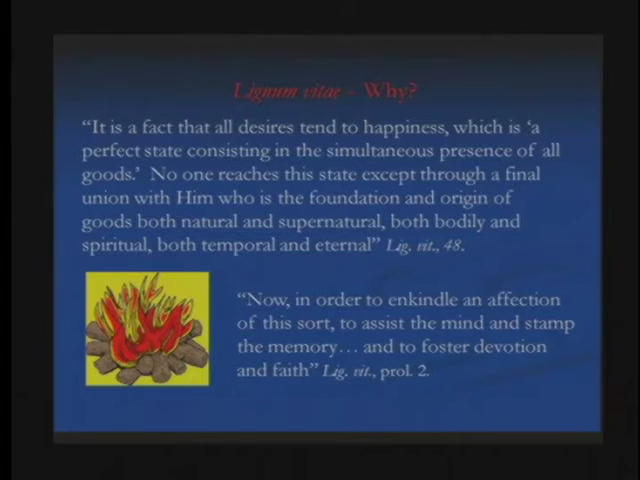 Lignum vitae – Why?
“It is a fact that all desires tend to happiness, which is ‘a
perfect state consisting in the simultaneous presence of all
goods.’ No one reaches this state except through a final
union with Him who is the foundation and origin of
goods both natural and supernatural, both bodily and
spiritual, both temporal and eternal” Lig. vit., 48.
“Now, in order to enkindle an affection
of this sort, to assist the mind and stamp
the memory… and to foster devotion
and faith” Lig. vit., prol. 2.